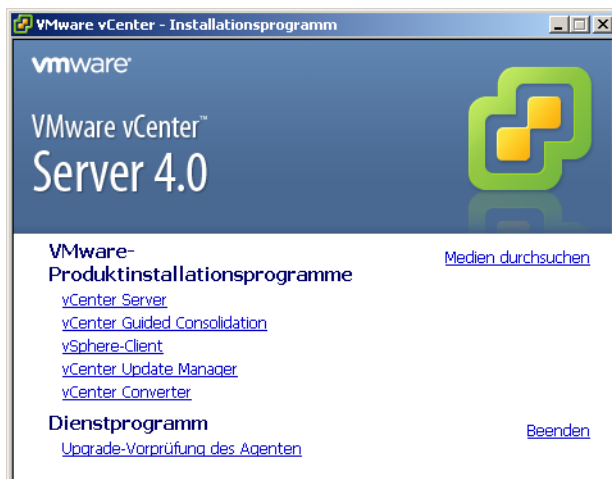 VMware vCenter - Installationsprogramm
vmware®
VMware vCenter™
Server 4.0
VMware-
Produktinstallationsprogramme
Medien durchsuchen
vCenter Server
vCenter Guided Consolidation
vSphere-Client
vCenter Update Manager
vCenter Converter
Dienstprogramm
Beenden
Upgrade-Vorprüfung des Agenten